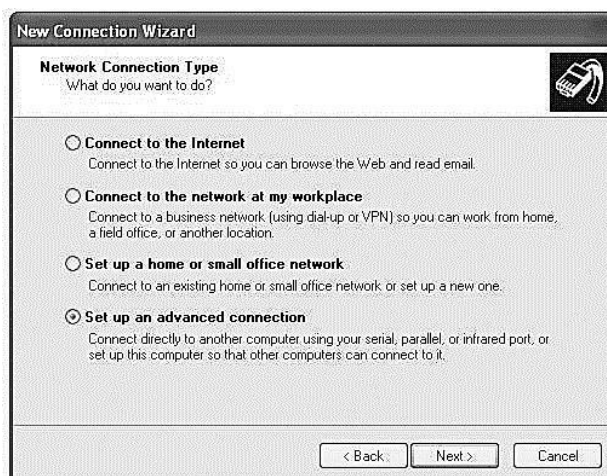 New Connection Wizard
Network Connection Type
What do you want to do?
Connect to the Internet
Connect to the Internet so you can browse the Web and read email.
Connect to the network at my workplace
Connect to a business network (using dial-up or VPN) so you can work from home,
a field office, or another location.
Set up a home or small office network
Connect to an existing home or small office network or set up a new one.
Set up an advanced connection
Connect directly to another computer using your serial, parallel, or infrared port, or
set up this computer so that other computers can connect to it.
< Back
Next >
Cancel